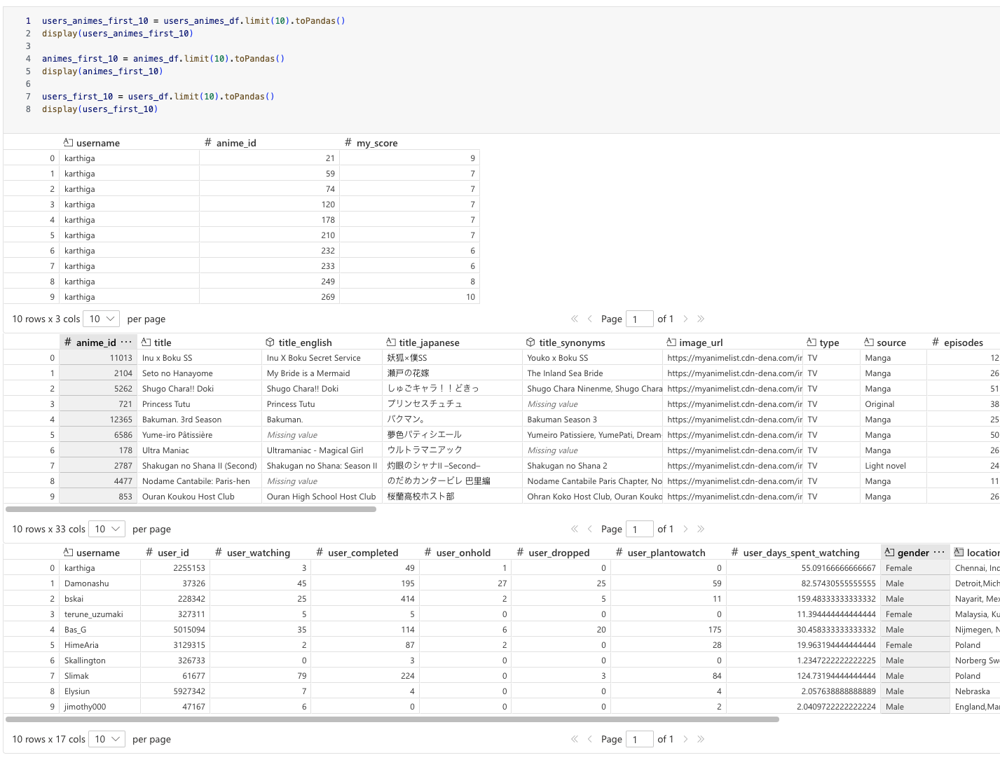 1 users_animes_first_10 = users_animes_df.limit(10).toPandas()
2 display(users_animes_first_10)
3
4 animes_first_10 = animes_df.limit(10).toPandas()
5 display(animes_first_10)
6
7 users_first_10 = users_df.limit(10).toPandas()
8 display(users_first_10)
username # anime_id # my_score
0 karthiga 21 9
1 karthiga 59 7
2 karthiga 74 7
3 karthiga 120 7
4 karthiga 178 7
5 karthiga 210 7
6 karthiga 232 6
7 karthiga 233 6
8 karthiga 249 8
9 karthiga 269 10
10 rows x 3 cols 10 per page Page 1 of 1
# anime_id ··· title title_english title_japanese title_synonyms image_url type source # episodes
0 11013 Inu x Boku SS Inu X Boku Secret Service 妖狐×僕SS Youko x Boku SS https://myanimelist.cdn-dena.com/ir TV Manga 12
1 2104 Seto no Hanayome My Bride is a Mermaid 瀬戸の花嫁 The Inland Sea Bride https://myanimelist.cdn-dena.com/ir TV Manga 26
2 5262 Shugo Chara!! Doki Shugo Chara!! Doki しゅごキャラ！！どきっ Shugo Chara Ninenme, Shugo Chara https://myanimelist.cdn-dena.com/ir TV Manga 51
3 721 Princess Tutu Princess Tutu プリンセスチュチュ Missing value https://myanimelist.cdn-dena.com/ir TV Original 38
4 12365 Bakuman. 3rd Season Bakuman. バクマン。 Bakuman Season 3 https://myanimelist.cdn-dena.com/ir TV Manga 25
5 6586 Yume-iro Pâtissière Missing value 夢色パティシエール Yumeiro Patissiere, YumePati, Dream- https://myanimelist.cdn-dena.com/ir TV Manga 50
6 178 Ultra Maniac Ultramaniac - Magical Girl ウルトラマニアック Missing value https://myanimelist.cdn-dena.com/ir TV Manga 26
7 2787 Shakugan no Shana II (Second) Shakugan no Shana: Season II 灼眼のシャナII –Second– Shakugan no Shana 2 https://myanimelist.cdn-dena.com/ir TV Light novel 24
8 4477 Nodame Cantabile: Paris-hen Missing value のだめカンタービレ 巴里編 Nodame Cantabile Paris Chapter, No https://myanimelist.cdn-dena.com/ir TV Manga 11
9 853 Ouran Koukou Host Club Ouran High School Host Club 桜蘭高校ホスト部 Ohran Koko Host Club, Ouran Kouko https://myanimelist.cdn-dena.com/ir TV Manga 26
10 rows x 33 cols 10 per page Page 1 of 1
username # user_id # user_watching # user_completed # user_onhold # user_dropped # user_plantowatch # user_days_spent_watching gender ··· location
0 karthiga 2255153 3 49 1 0 0 55.09166666666667 Female Chennai, Ind
1 Damonashu 37326 45 195 27 25 59 82.57430555555555 Male Detroit,Mich
2 bskai 228342 25 414 2 5 11 159.48333333333332 Male Nayarit, Mex
3 terune_uzumaki 327311 5 5 0 0 0 11.394444444444444 Female Malaysia, Ku
4 Bas_G 5015094 35 114 6 20 175 30.458333333333332 Male Nijmegen, N
5 HimeAria 3129315 2 87 2 0 28 19.963194444444444 Female Poland
6 Skallington 326733 0 3 0 0 0 1.2347222222222225 Male Norberg Swe
7 Slimak 61677 79 224 0 3 84 124.73194444444444 Male Poland
8 Elysiun 5927342 7 4 0 0 4 2.057638888888889 Male Nebraska
9 jimothy000 47167 6 0 0 0 2 2.0409722222222224 Male England,Mai
10 rows x 17 cols 10 per page Page 1 of 1